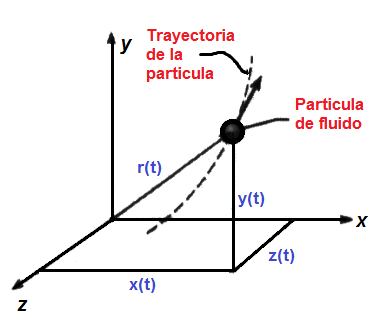 y
Trayectoria
de la
particula
Particula
de fluido
r(t)
y(t)
x
z(t)
x(t)
z